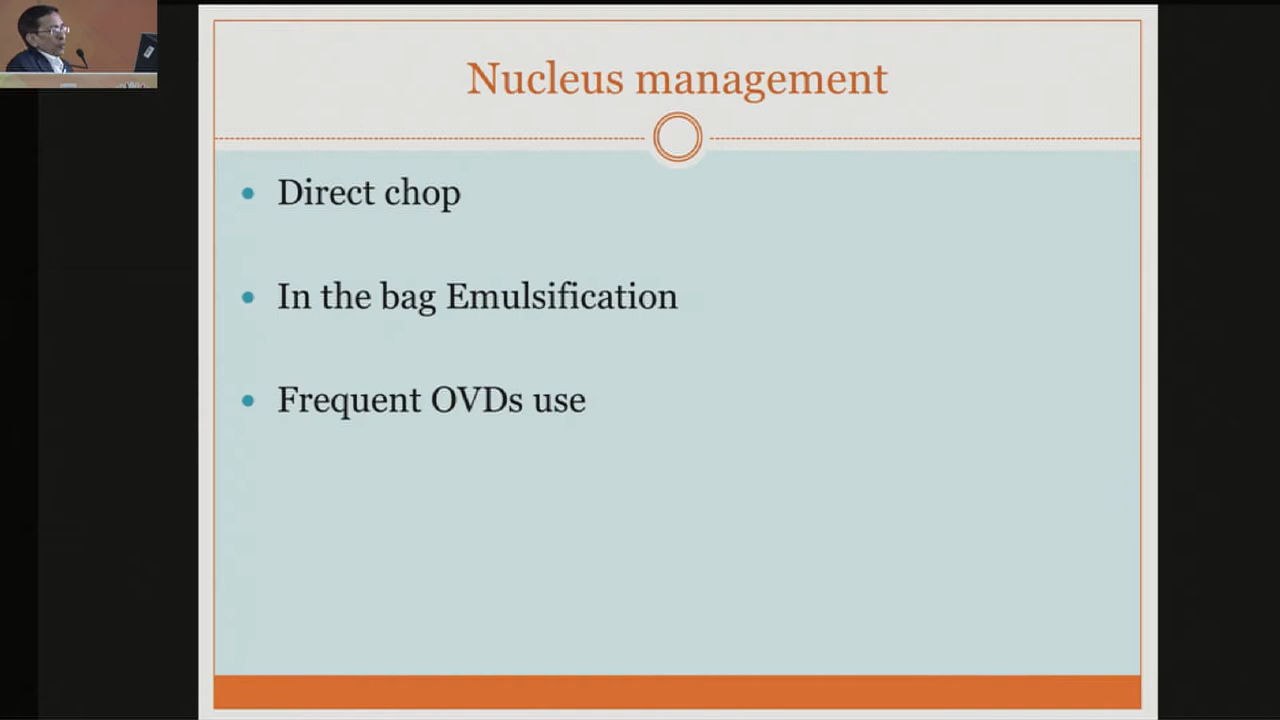 Nucleus management
Direct chop
In the bag Emulsification
Frequent OVDs use